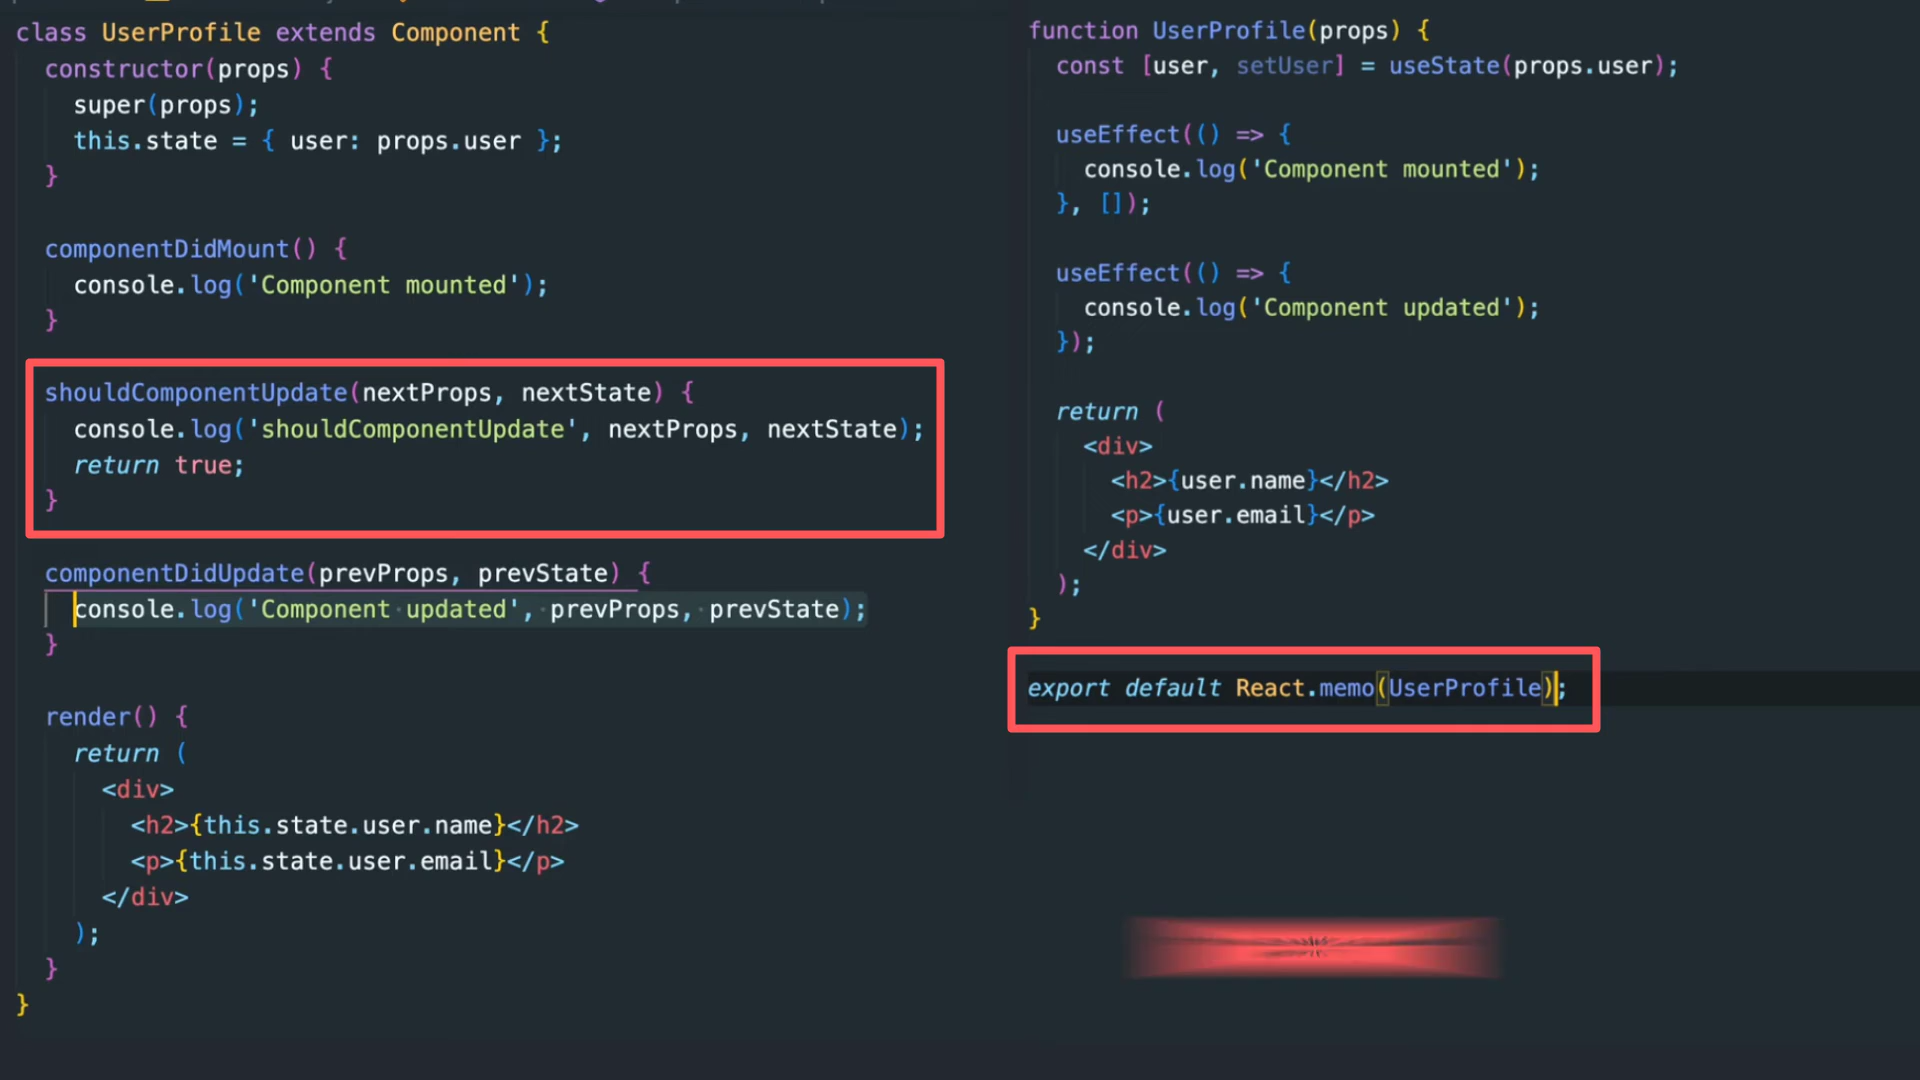 class UserProfile extends Component {
constructor(props) {
super(props);
this.state = { user: props.user };
}
componentDidMount() {
console.log('Component mounted');
}
shouldComponentUpdate(nextProps, nextState) {
console.log('shouldComponentUpdate', nextProps, nextState);
return true;
}
componentDidUpdate(prevProps, prevState) {
console.log('Component updated', prevProps, prevState);
}
render() {
return (
<div>
<h2>{this.state.user.name}</h2>
<p>{this.state.user.email}</p>
</div>
);
}
}
function UserProfile(props) {
const [user, setUser] = useState(props.user);
useEffect(() => {
console.log('Component mounted');
}, []);
useEffect(() => {
console.log('Component updated');
});
return (
<div>
<h2>{user.name}</h2>
<p>{user.email}</p>
</div>
);
}
export default React.memo(UserProfile);